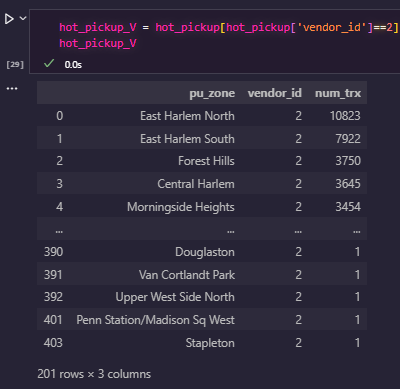 hot_pickup_V = hot_pickup[hot_pickup['vendor_id']==2]
hot_pickup_V
[29]
0.0s
...
pu_zone vendor_id num_trx
0 East Harlem North 2 10823
1 East Harlem South 2 7922
2 Forest Hills 2 3750
3 Central Harlem 2 3645
4 Morningside Heights 2 3454
... ... ... ...
390 Douglaston 2 1
391 Van Cortlandt Park 2 1
392 Upper West Side North 2 1
401 Penn Station/Madison Sq West 2 1
403 Stapleton 2 1
201 rows × 3 columns